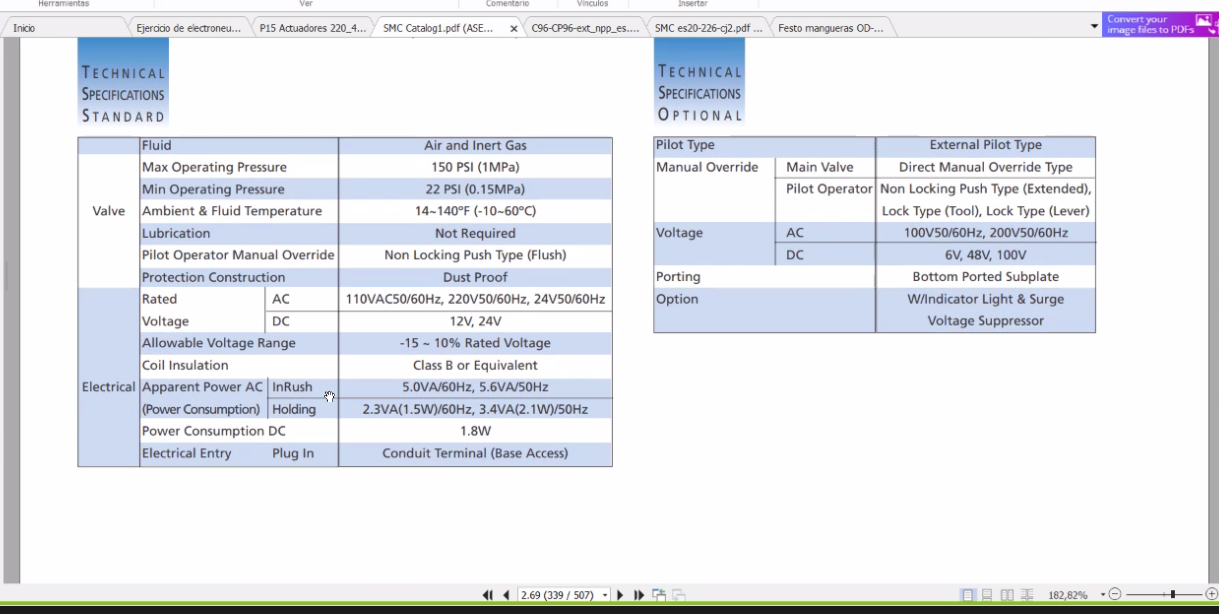 Herramientas Ver Comentario Vínculos Insertar
Inicio Ejercicio de electroneu... P15 Actuadores 220_4... SMC Catalog1.pdf (ASE... × C96-CP96-ext_npp_es.... SMC es20-226-cj2.pdf ... Festo mangueras OD-...
Convert your
image files to PDFs
TECHNICAL
SPECIFICATIONS
STANDARD
Fluid Air and Inert Gas
Max Operating Pressure 150 PSI (1MPa)
Min Operating Pressure 22 PSI (0.15MPa)
Valve Ambient & Fluid Temperature 14~140ºF (-10~60ºC)
Lubrication Not Required
Pilot Operator Manual Override Non Locking Push Type (Flush)
Protection Construction Dust Proof
Rated AC 110VAC50/60Hz, 220V50/60Hz, 24V50/60Hz
Voltage DC 12V, 24V
Allowable Voltage Range -15 ~ 10% Rated Voltage
Coil Insulation Class B or Equivalent
Electrical Apparent Power AC InRush 5.0VA/60Hz, 5.6VA/50Hz
(Power Consumption) Holding 2.3VA(1.5W)/60Hz, 3.4VA(2.1W)/50Hz
Power Consumption DC 1.8W
Electrical Entry Plug In Conduit Terminal (Base Access)
TECHNICAL
SPECIFICATIONS
OPTIONAL
Pilot Type External Pilot Type
Manual Override Main Valve Direct Manual Override Type
Pilot Operator Non Locking Push Type (Extended),
Lock Type (Tool), Lock Type (Lever)
Voltage AC 100V50/60Hz, 200V50/60Hz
DC 6V, 48V, 100V
Porting Bottom Ported Subplate
Option W/Indicator Light & Surge
Voltage Suppressor
2.69 (339 / 507) 182,82%